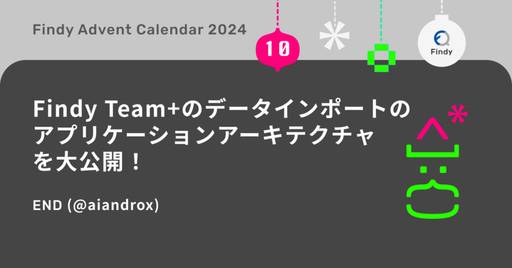 Findy Advent Calendar 2024
10
Findy
Findy Team+のデータインポートの
アプリケーションアーキテクチャ
を大公開！
END (@aiandrox)